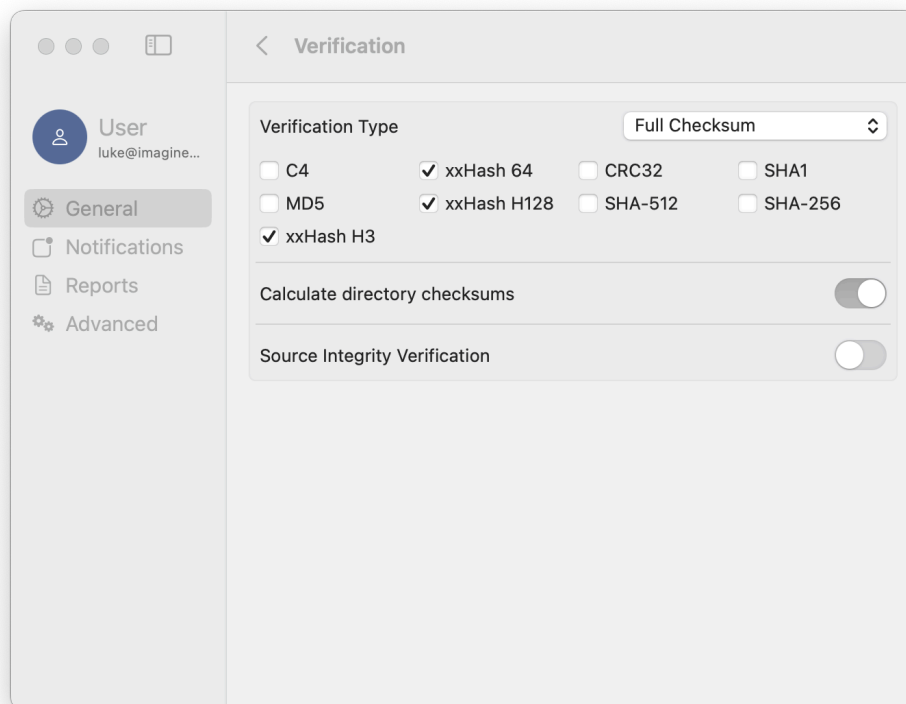 Verification
User
luke@imagine...
General
Notifications
Reports
Advanced
Verification Type
Full Checksum
C4
xxHash 64
CRC32
SHA1
MD5
xxHash H128
SHA-512
SHA-256
xxHash H3
Calculate directory checksums
Source Integrity Verification